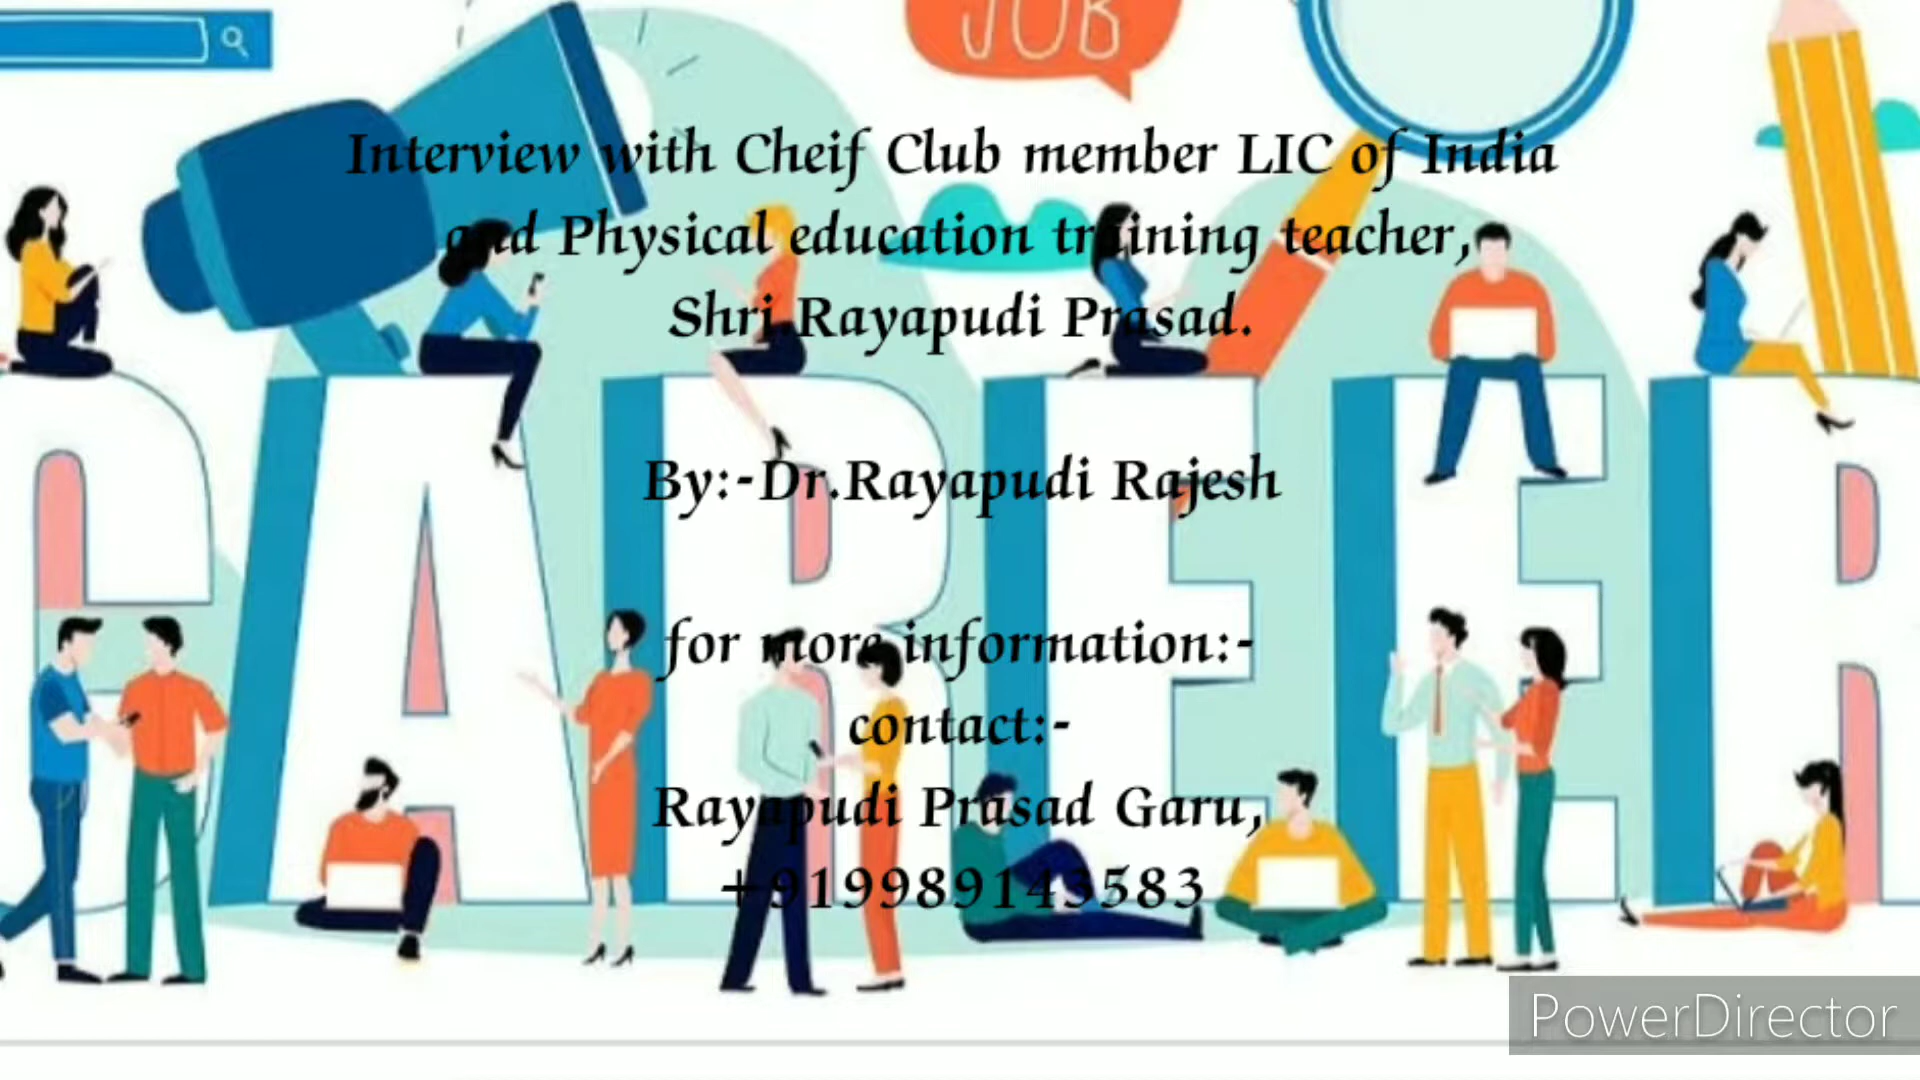 JOB
Interview with Cheif Club member LIC of India
and Physical education training teacher,
Shri Rayapudi Prasad.
By:-Dr.Rayapudi Rajesh
for more information:-
contact:-
Rayapudi Prasad Garu,
+919989143583
CAREER
PowerDirector